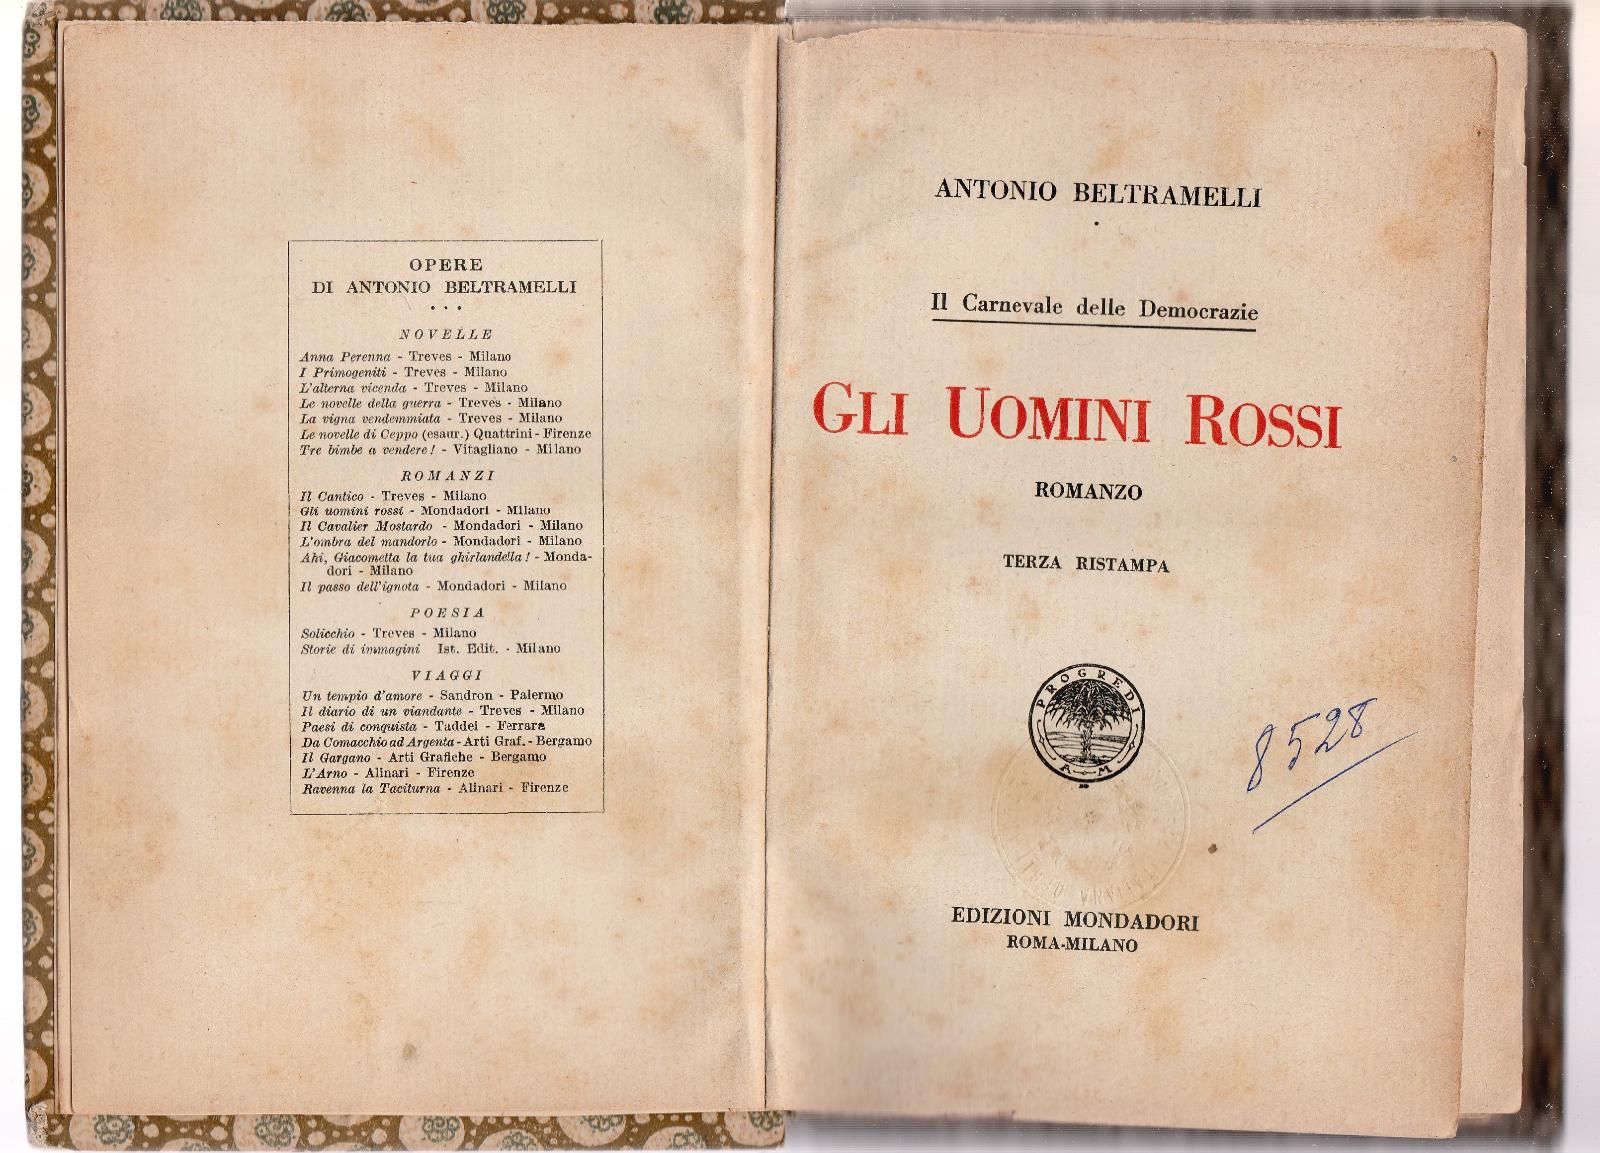 OPERE
DI ANTONIO BELTRAMELLI
NOVELLE
Anna Perenna - Treves - Milano
I Primogeniti - Treves - Milano
L'alterna vicenda - Treves - Milano
Le novelle della guerra - Treves - Milano
La vigna vendemmiata - Treves - Milano
Le novelle di Ceppo (esaur.) Quattrini - Firenze
Tre bimbe a vendere! - Vitagliano - Milano
ROMANZI
Il Cantico - Treves - Milano
Gli uomini rossi - Mondadori - Milano
Il Cavalier Mostardo - Mondadori - Milano
L'ombra del mandorlo - Mondadori - Milano
Ahi, Giacometta la tua ghirlandella! - Monda-
dori - Milano
Il passo dell'ignota - Mondadori - Milano
POESIA
Solicchio - Treves - Milano
Storie di immagini Ist. Edit. - Milano
VIAGGI
Un tempio d'amore - Sandron - Palermo
Il diario di un viandante - Treves - Milano
Paesi di conquista - Taddei - Ferrara
Da Comacchio ad Argenta - Arti Graf. - Bergamo
Il Gargano - Arti Grafiche - Bergamo
L'Arno - Alinari - Firenze
Ravenna la Taciturna - Alinari - Firenze
ANTONIO BELTRAMELLI
Il Carnevale delle Democrazie
GLI UOMINI ROSSI
ROMANZO
TERZA RISTAMPA
PROGREDI
A M
8528
EDIZIONI MONDADORI
ROMA-MILANO